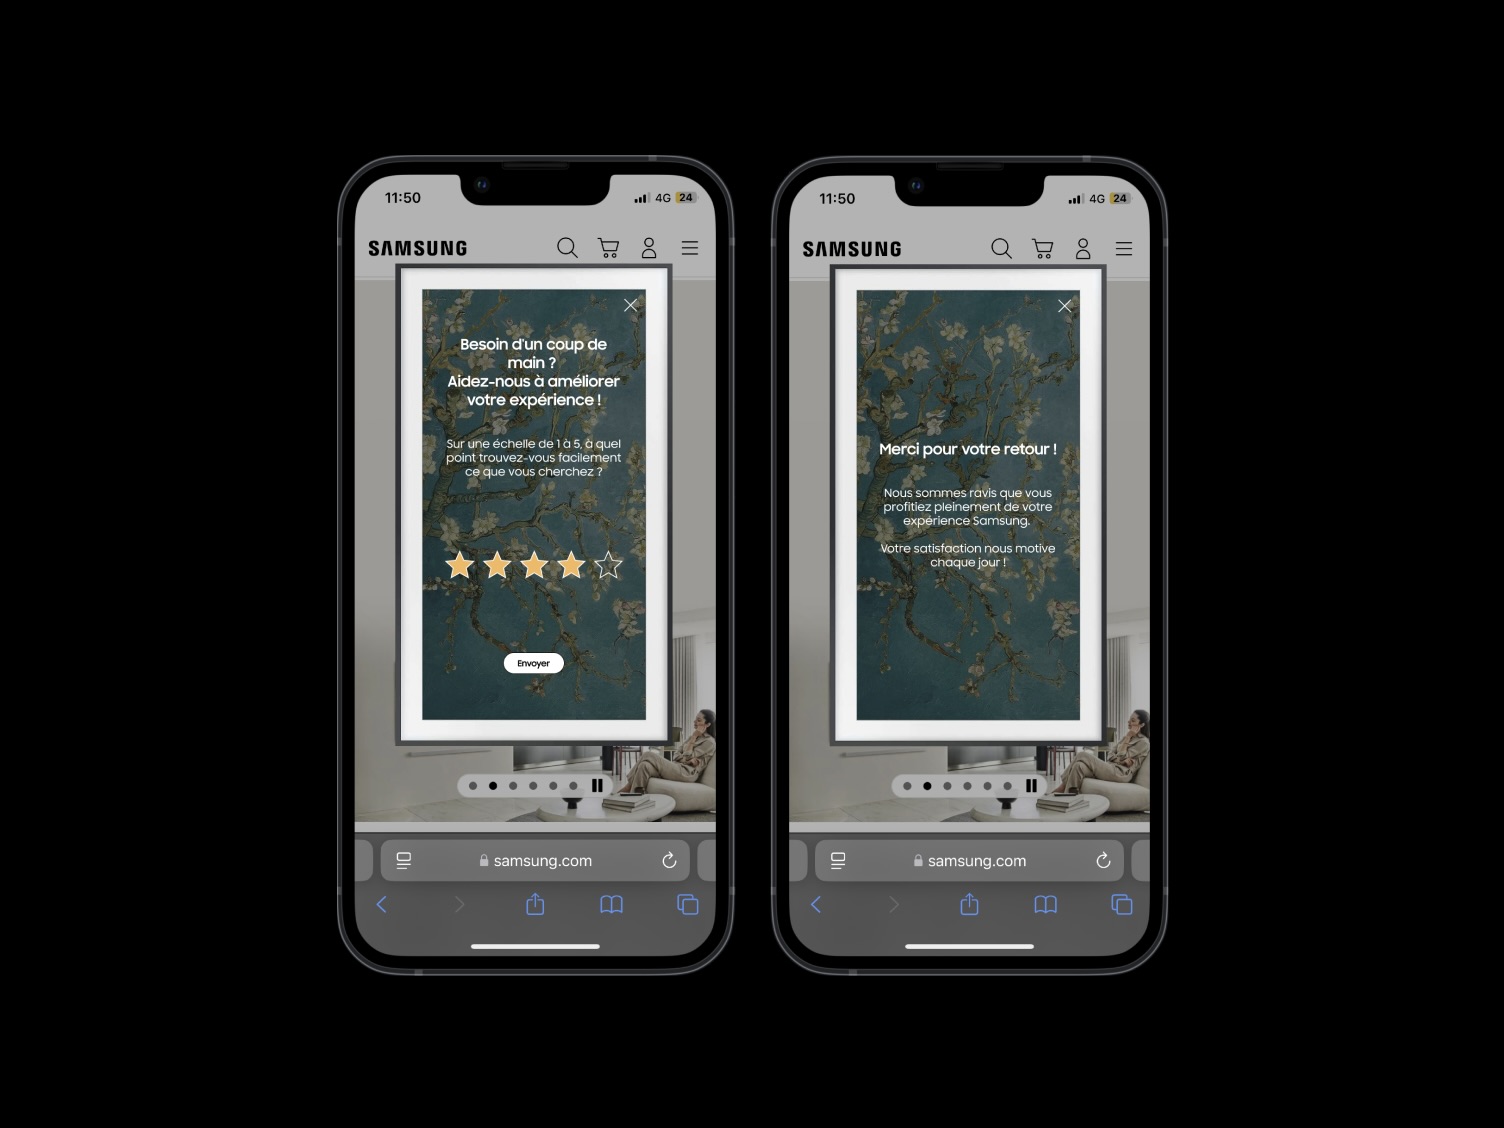 11:50
4G 24
SAMSUNG
Besoin d'un coup de
main ?
Aidez-nous à améliorer
votre expérience !
Sur une échelle de 1 à 5, à quel
point trouvez-vous facilement
ce que vous cherchez ?
Envoyer
samsung.com
11:50
4G 24
SAMSUNG
Merci pour votre retour !
Nous sommes ravis que vous
profitiez pleinement de votre
expérience Samsung.
Votre satisfaction nous motive
chaque jour !
samsung.com